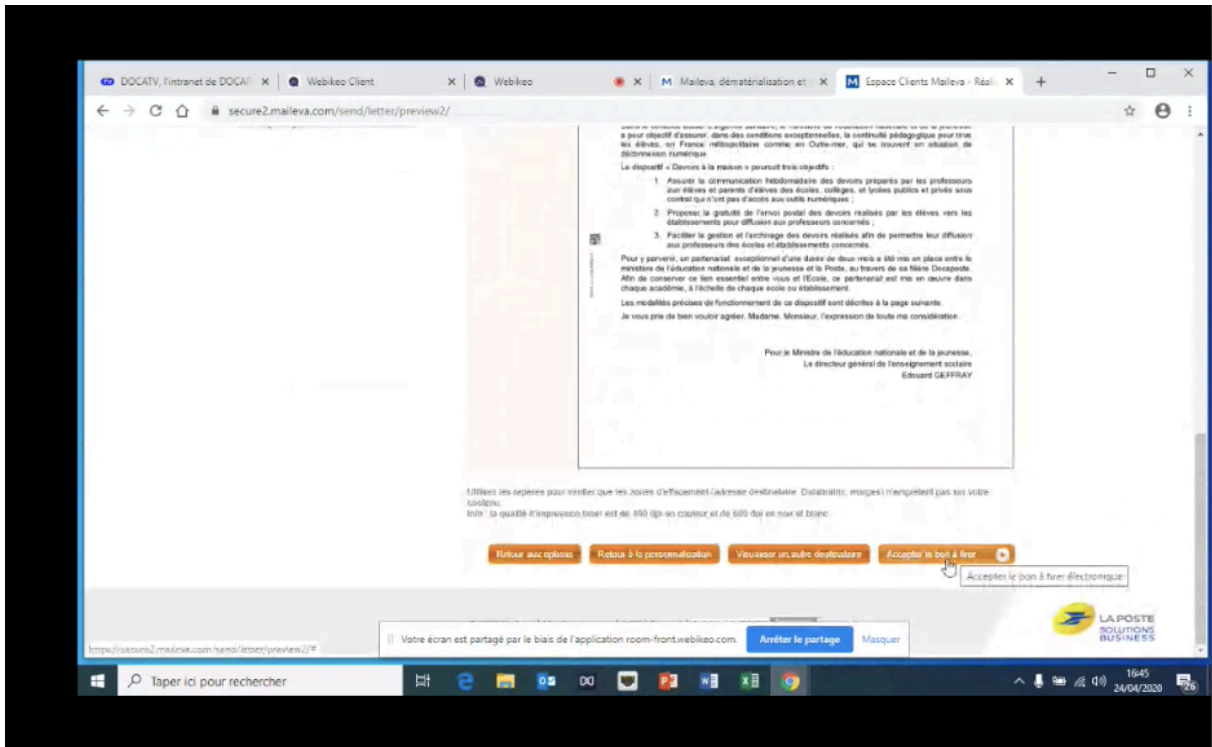 DOCATV, l'intranet de DOCAP
Webikeo Client
Webikeo
Maileva, dématérialisation et
Espace Clients Maileva - Réali
secure2.maileva.com/send/letter/preview2/
a pour objectif d'assurer, dans des conditions exceptionnelles, la continuité pédagogique pour tous
les élèves, en France métropolitaine comme en Outre-mer, qui se trouvent en situation de
déconnexion numérique.
Le dispositif « Devoirs à la maison » poursuit trois objectifs :
1. Assurer la communication hebdomadaire des devoirs préparés par les professeurs
aux élèves et parents d'élèves des écoles, collèges, et lycées publics et privés sous
contrat qui n'ont pas d'accès aux outils numériques ;
2. Proposer la gratuité de l'envoi postal des devoirs réalisés par les élèves vers les
établissements pour diffusion aux professeurs concernés ;
3. Faciliter la gestion et l'archivage des devoirs réalisés afin de permettre leur diffusion
aux professeurs des écoles et établissements concernés.
Pour y parvenir, un partenariat exceptionnel d'une durée de deux mois a été mis en place entre le
ministère de l'éducation nationale et de la jeunesse et la Poste, au travers de sa filière Docaposte.
Afin de conserver ce lien essentiel entre vous et l'Ecole, ce partenariat est mis en œuvre dans
chaque académie, à l'échelle de chaque école ou établissement.
Les modalités précises de fonctionnement de ce dispositif sont décrites à la page suivante.
Je vous prie de bien vouloir agréer, Madame, Monsieur, l'expression de toute ma considération.
Pour le Ministre de l'éducation nationale et de la jeunesse,
Le directeur général de l'enseignement scolaire
Edouard GEFFRAY
Utilisez les repères pour vérifier que les zones d'effacement (adresse destinataire, Datamatrix, marges) n'empiètent pas sur votre
contenu.
Info : la qualité d'impression laser est de 400 dpi en couleur et de 600 dpi en noir et blanc.
Retour aux options
Retour à la personnalisation
Visualiser un autre destinataire
Accepter le bon à tirer
Accepter le bon à tirer électronique
LA POSTE
SOLUTIONS
BUSINESS
Votre écran est partagé par le biais de l'application room-front.webikeo.com.
Arrêter le partage
Masquer
https://secure2.maileva.com/send/letter/preview2/#
Taper ici pour rechercher
16:45
24/04/2020
26